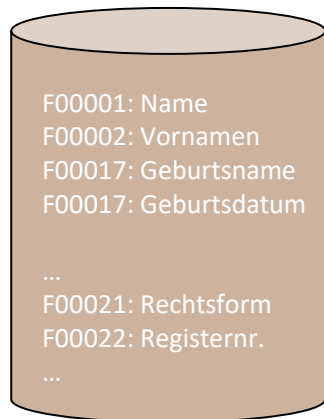 F00001: Name
F00002: Vornamen
F00017: Geburtsname
F00017: Geburtsdatum
...
F00021: Rechtsform
F00022: Registernr.
...